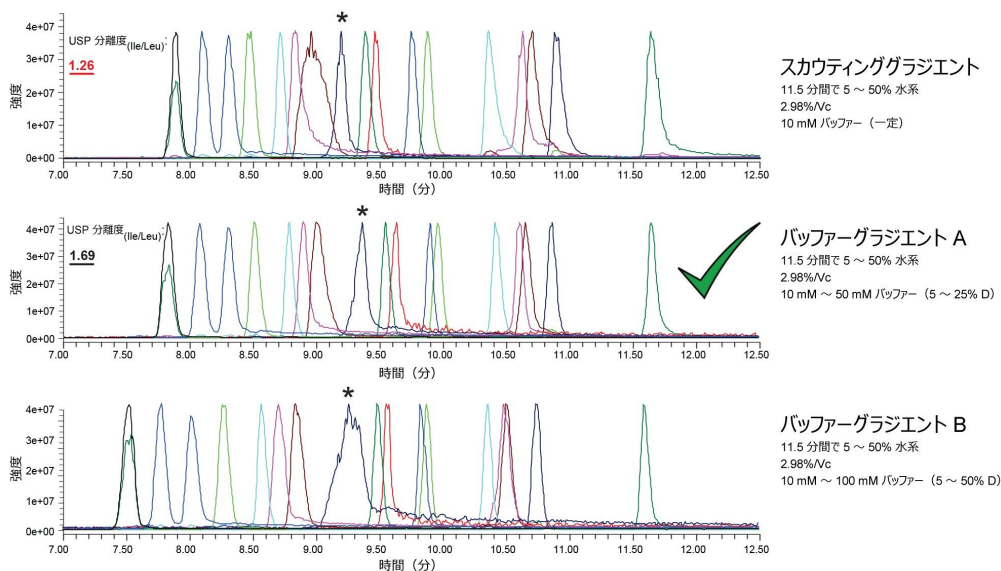 *
4e+07
3e+07
2e+07
1e+07
0e+00
強度
USP 分離度(Ile/Leu):
1.26
7.00 7.50 8.00 8.50 9.00 9.50 10.00 10.50 11.00 11.50 12.00 12.50
時間（分）
スカウティンググラジエント
11.5 分間で 5 ～ 50% 水系
2.98%/Vc
10 mM バッファー（一定）
*
4e+07
3e+07
2e+07
1e+07
0e+00
強度
USP 分離度(Ile/Leu):
1.69
7.00 7.50 8.00 8.50 9.00 9.50 10.00 10.50 11.00 11.50 12.00 12.50
時間（分）
バッファーグラジエント A
11.5 分間で 5 ～ 50% 水系
2.98%/Vc
10 mM ～ 50 mM バッファー（5 ～ 25% D）
*
4e+07
3e+07
2e+07
1e+07
0e+00
強度
7.00 7.50 8.00 8.50 9.00 9.50 10.00 10.50 11.00 11.50 12.00 12.50
時間（分）
バッファーグラジエント B
11.5 分間で 5 ～ 50% 水系
2.98%/Vc
10 mM ～ 100 mM バッファー（5 ～ 50% D）